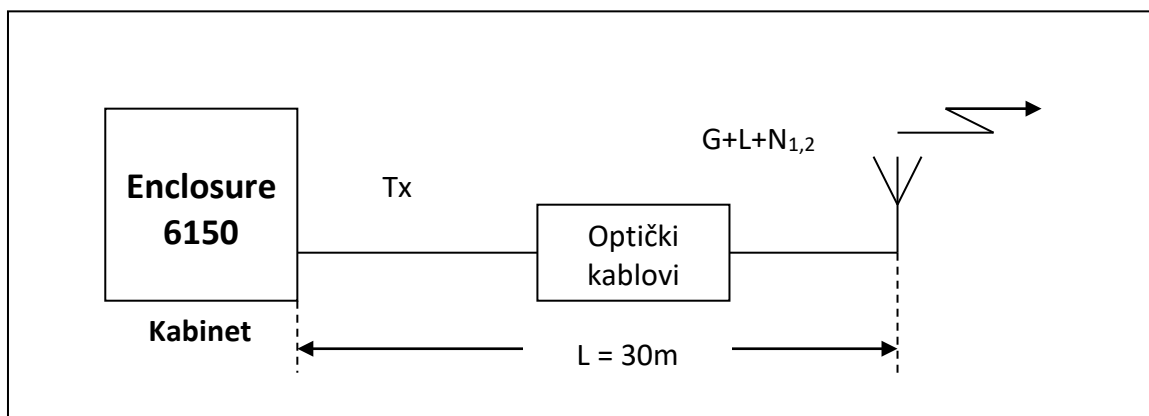 G+L+N₁,₂
Enclosure
6150
Tx
Optički
kablovi
Kabinet
L = 30m